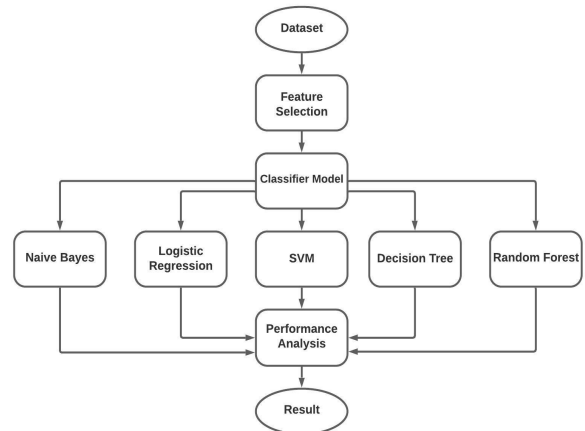 Dataset
Feature
Selection
Classifier Model
Naive Bayes
Logistic
Regression
SVM
Decision Tree
Random Forest
Performance
Analysis
Result